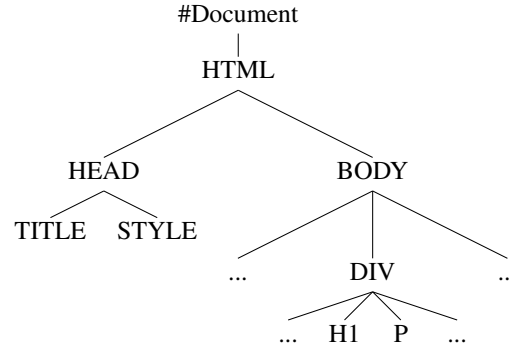 #Document
HTML
HEAD BODY
TITLE STYLE
... DIV ..
... H1 P ...